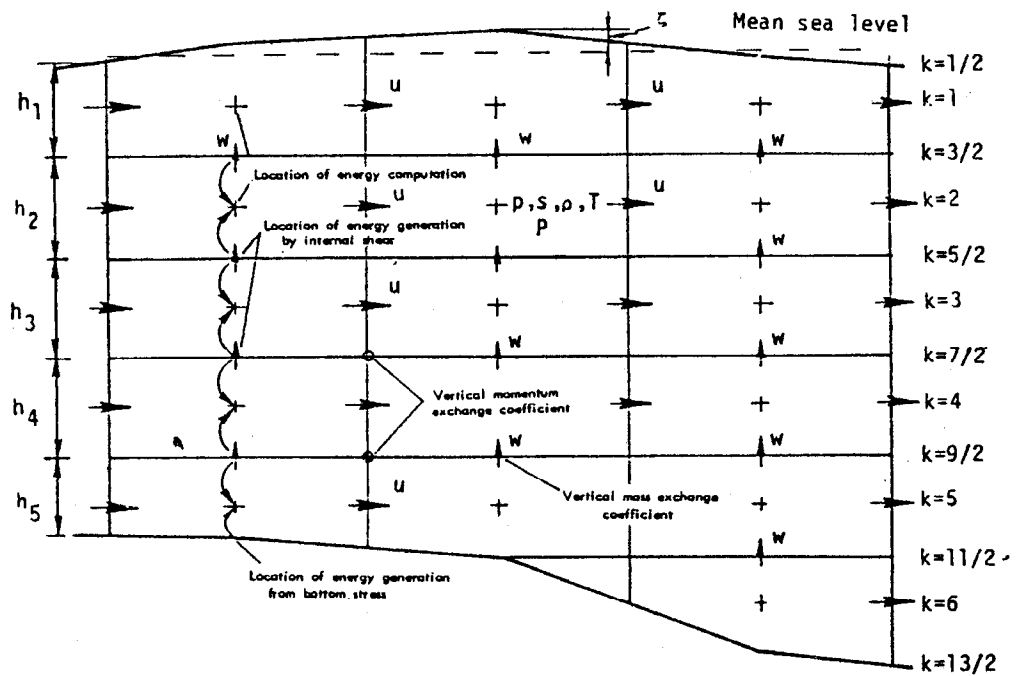 ζ
Mean sea level
k=1/2
h1
u
u
k=1
w
w
k=3/2
Location of energy computation
h2
u
p,s,ρ,T
p
u
k=2
Location of energy generation
by internal shear
w
k=5/2
h3
u
k=3
w
w
k=7/2
h4
Vertical momentum
exchange coefficient
k=4
w
w
k=9/2
h5
u
Vertical mass exchange
coefficient
k=5
w
k=11/2
Location of energy generation
from bottom stress
k=6
k=13/2